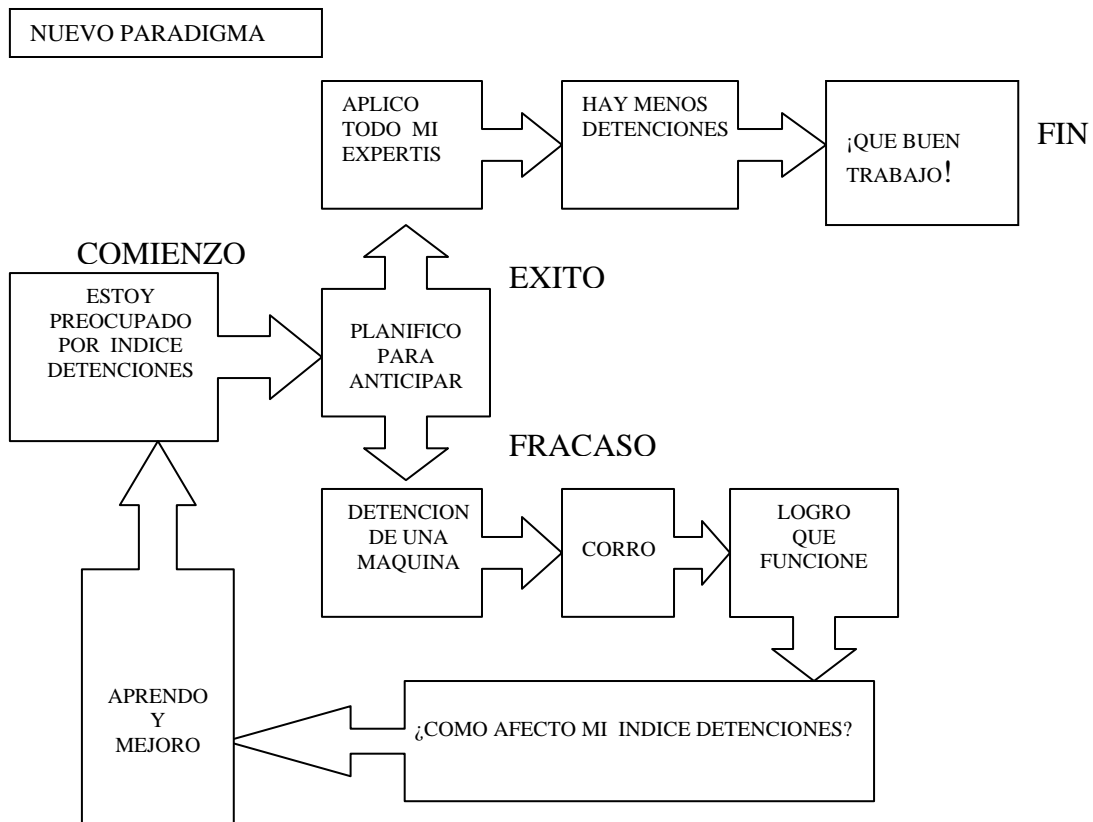 NUEVO PARADIGMA
APLICO
TODO MI
EXPERTIS
HAY MENOS
DETENCIONES
¡QUE BUEN
TRABAJO!
FIN
COMIENZO
ESTOY
PREOCUPADO
POR INDICE
DETENCIONES
EXITO
PLANIFICO
PARA
ANTICIPAR
FRACASO
DETENCION
DE UNA
MAQUINA
CORRO
LOGRO
QUE
FUNCIONE
¿COMO AFECTO MI INDICE DETENCIONES?
APRENDO
Y
MEJORO